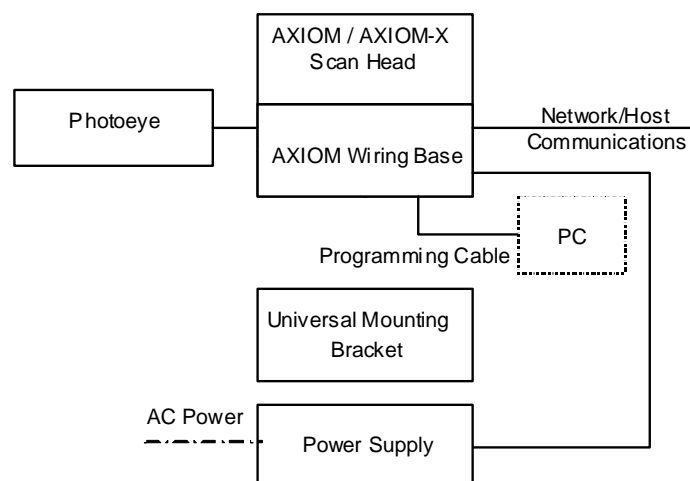 AXIOM / AXIOM-X
Scan Head
Photoeye
AXIOM Wiring Base
Network/Host
Communications
PC
Programming Cable
Universal Mounting
Bracket
AC Power
Power Supply